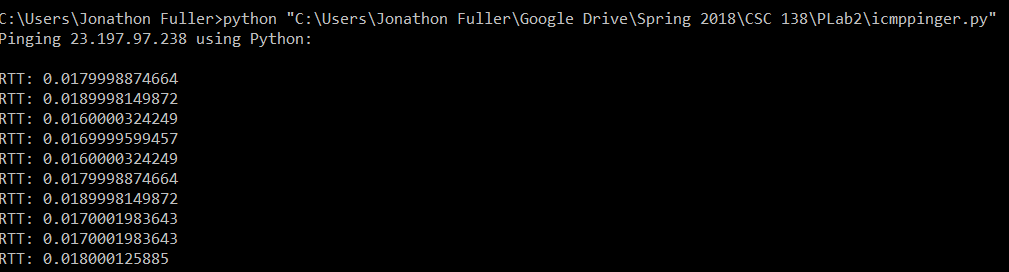 C:\Users\Jonathon Fuller>python "C:\Users\Jonathon Fuller\Google Drive\Spring 2018\CSC 138\PLab2\icmppinger.py"
Pinging 23.197.97.238 using Python:
RTT: 0.0179998874664
RTT: 0.0189998149872
RTT: 0.0160000324249
RTT: 0.0169999599457
RTT: 0.0160000324249
RTT: 0.0179998874664
RTT: 0.0189998149872
RTT: 0.0170001983643
RTT: 0.0170001983643
RTT: 0.018000125885